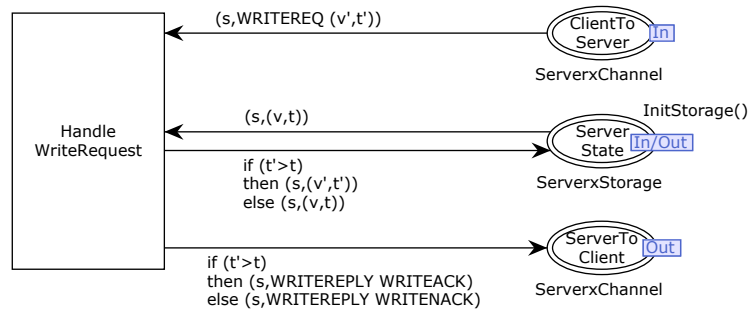 (s,WRITEREQ (v',t'))
ClientTo
Server
In
ServerxChannel
Handle
WriteRequest
(s,(v,t))
InitStorage()
Server
State
In/Out
ServerxStorage
if (t'>t)
then (s,(v',t'))
else (s,(v,t))
ServerTo
Client
Out
ServerxChannel
if (t'>t)
then (s,WRITEREPLY WRITEACK)
else (s,WRITEREPLY WRITENACK)